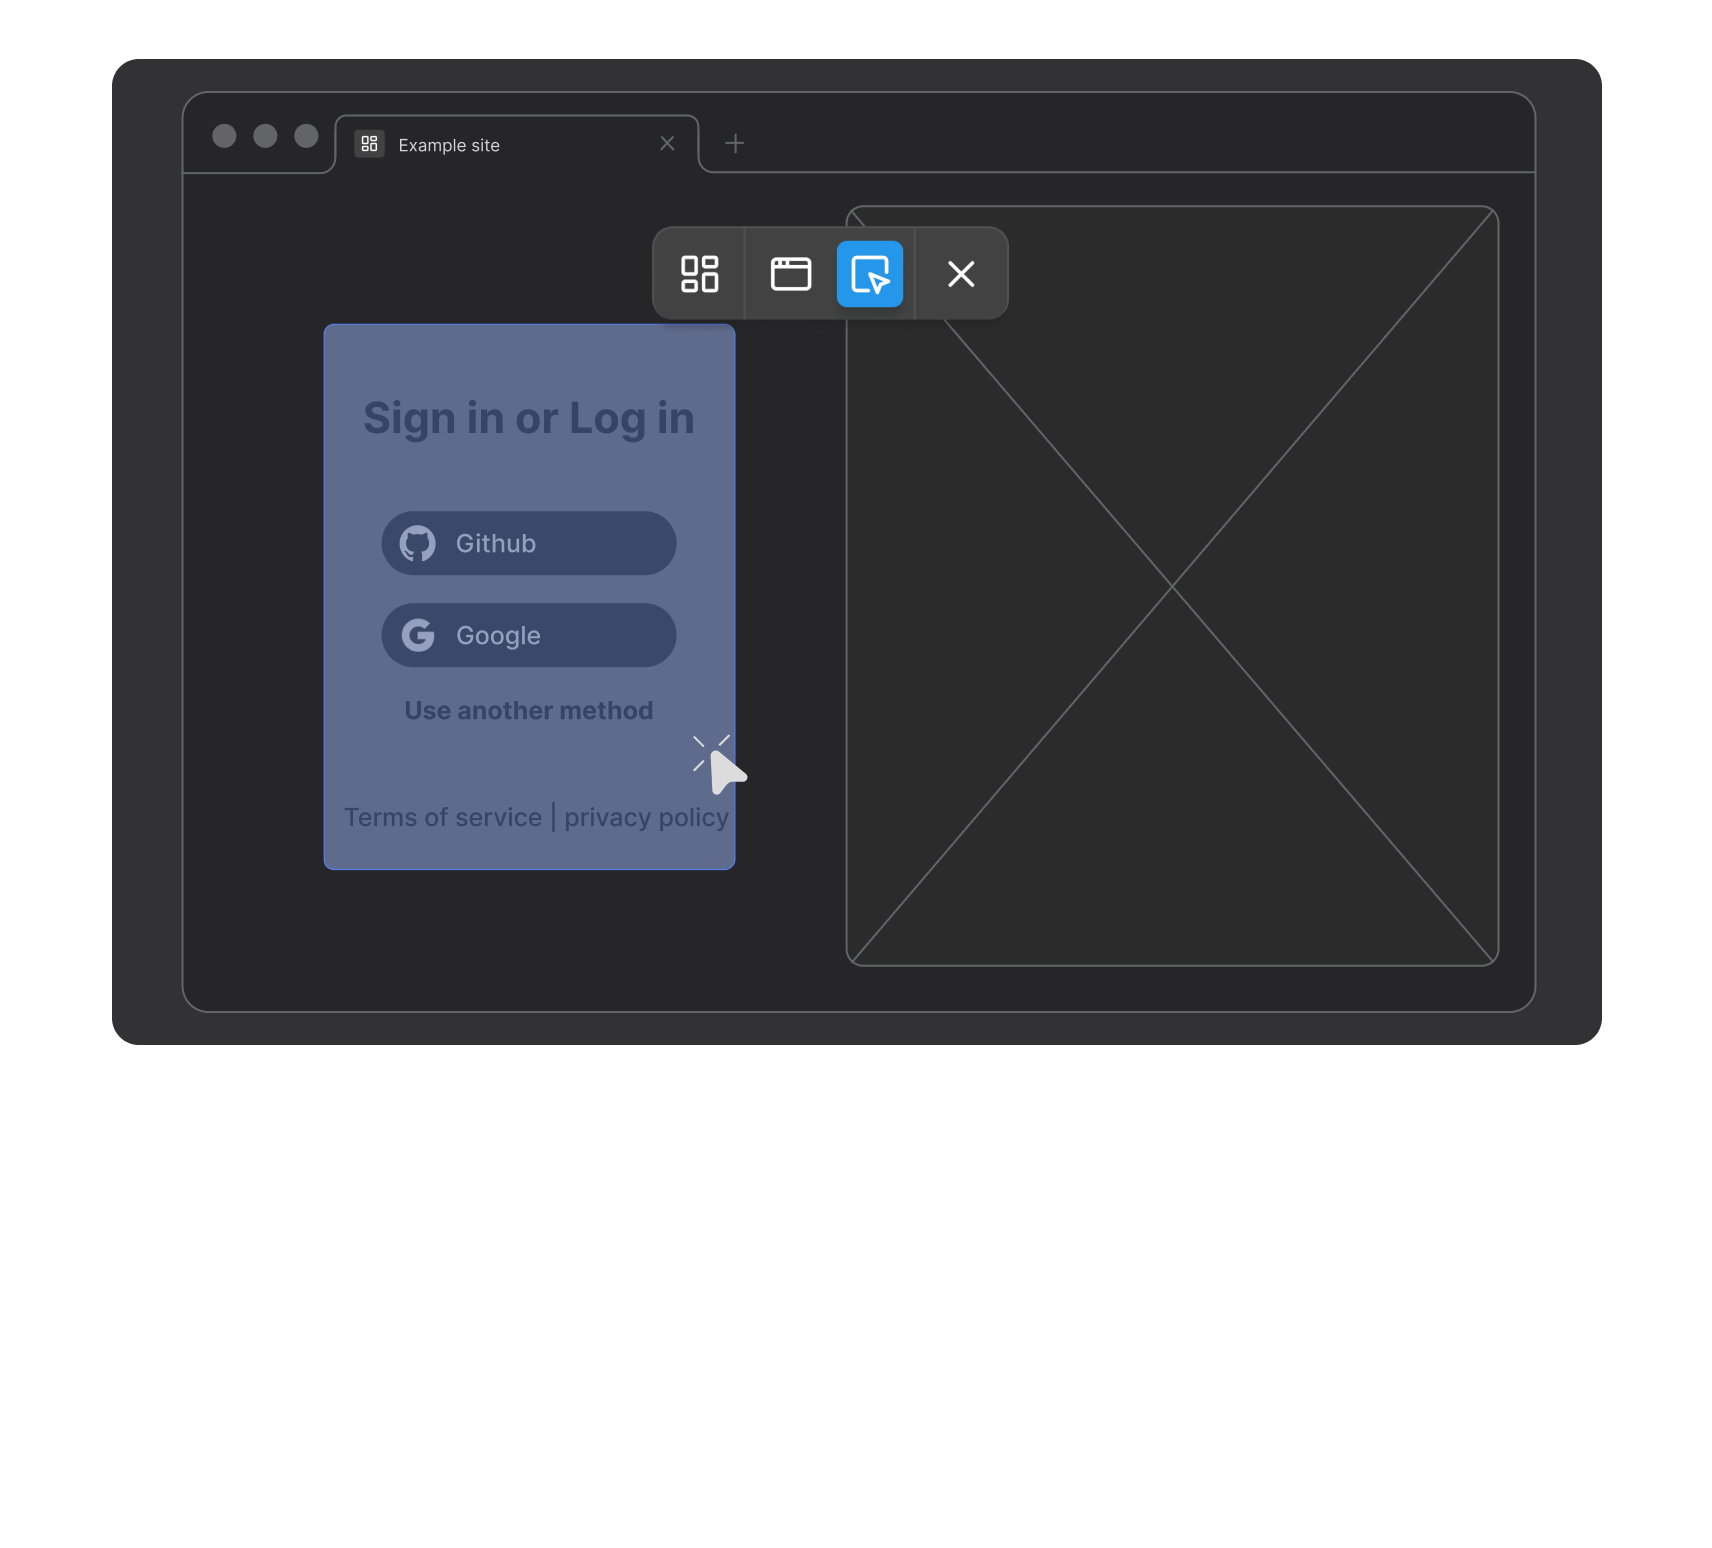 Example site
Sign in or Log in
Github
Google
Use another method
Terms of service | privacy policy